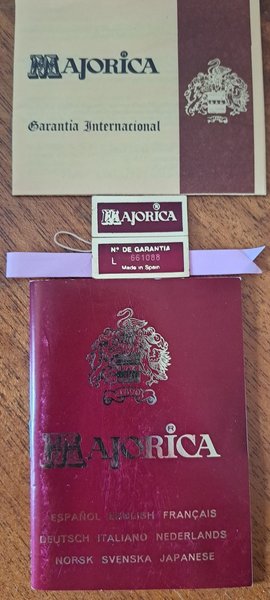 MAJORICA®
Garantía Internacional
MAJORICA®
Nº DE GARANTIA
L 661088
Made in Spain
MAJORICA®
ESPAÑOL ENGLISH FRANÇAIS
DEUTSCH ITALIANO NEDERLANDS
NORSK SVENSKA JAPANESE